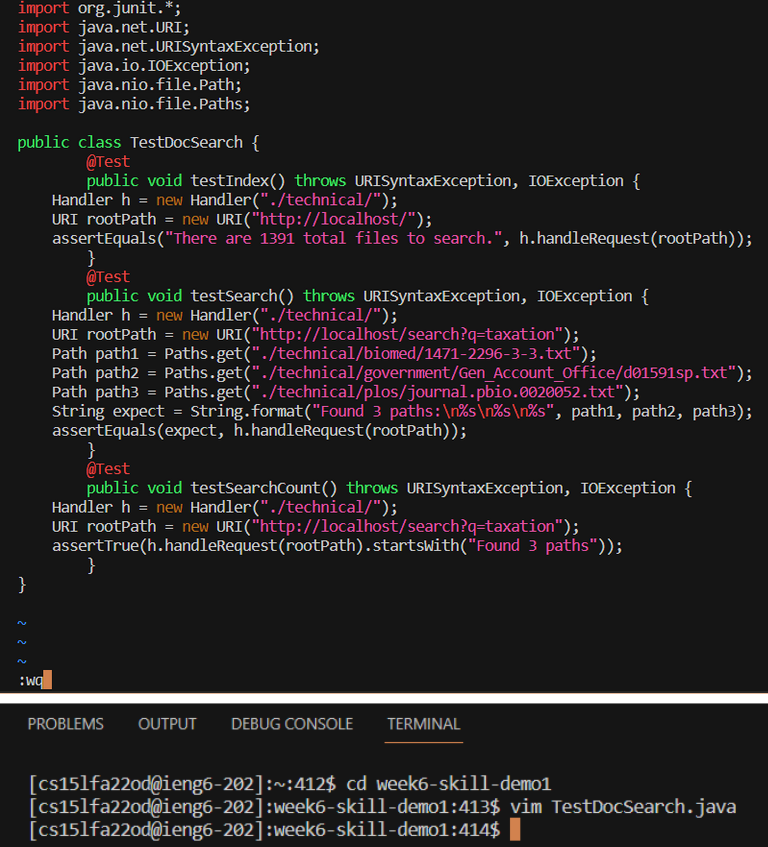 import org.junit.*;
import java.net.URI;
import java.net.URISyntaxException;
import java.io.IOException;
import java.nio.file.Path;
import java.nio.file.Paths;

public class TestDocSearch {
        @Test
        public void testIndex() throws URISyntaxException, IOException {
    Handler h = new Handler("./technical/");
    URI rootPath = new URI("http://localhost/");
    assertEquals("There are 1391 total files to search.", h.handleRequest(rootPath));
        }
        @Test
        public void testSearch() throws URISyntaxException, IOException {
    Handler h = new Handler("./technical/");
    URI rootPath = new URI("http://localhost/search?q=taxation");
    Path path1 = Paths.get("./technical/biomed/1471-2296-3-3.txt");
    Path path2 = Paths.get("./technical/government/Gen_Account_Office/d01591sp.txt");
    Path path3 = Paths.get("./technical/plos/journal.pbio.0020052.txt");
    String expect = String.format("Found 3 paths:\n%s\n%s\n%s", path1, path2, path3);
    assertEquals(expect, h.handleRequest(rootPath));
        }
        @Test
        public void testSearchCount() throws URISyntaxException, IOException {
    Handler h = new Handler("./technical/");
    URI rootPath = new URI("http://localhost/search?q=taxation");
    assertTrue(h.handleRequest(rootPath).startsWith("Found 3 paths"));
        }
}

~
~
~
:wq
PROBLEMS OUTPUT DEBUG CONSOLE TERMINAL
[cs15lfa22od@ieng6-202]:~:412$ cd week6-skill-demo1
[cs15lfa22od@ieng6-202]:week6-skill-demo1:413$ vim TestDocSearch.java
[cs15lfa22od@ieng6-202]:week6-skill-demo1:414$